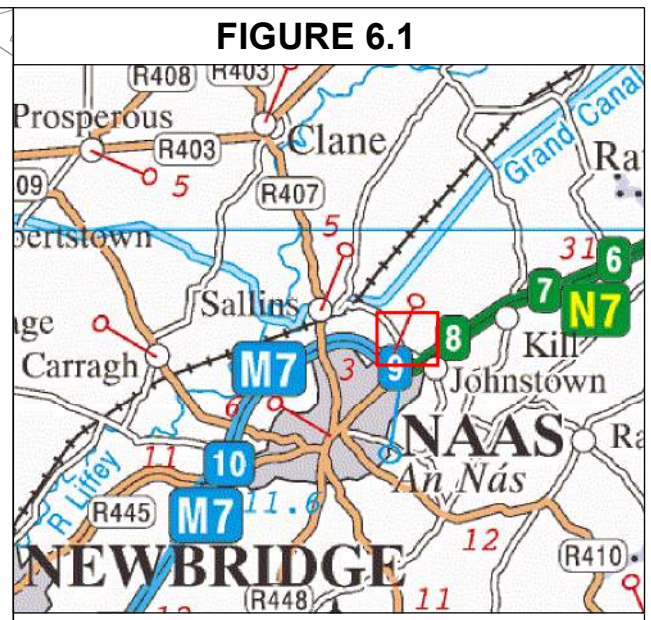 FIGURE 6.1
R408
R403
Prosperous
Grand Canal
R403
Clane
Ra
5
09
R407
bertstown
5
31
6
7
Sallins
N7
age
8
Kill
Carragh
M7
3
9
Johnstown
6
NAAS
Ra
11
10
An Nás
R Liffey
M7
11.6
R445
12
NEWBRIDGE
R410
R448
11